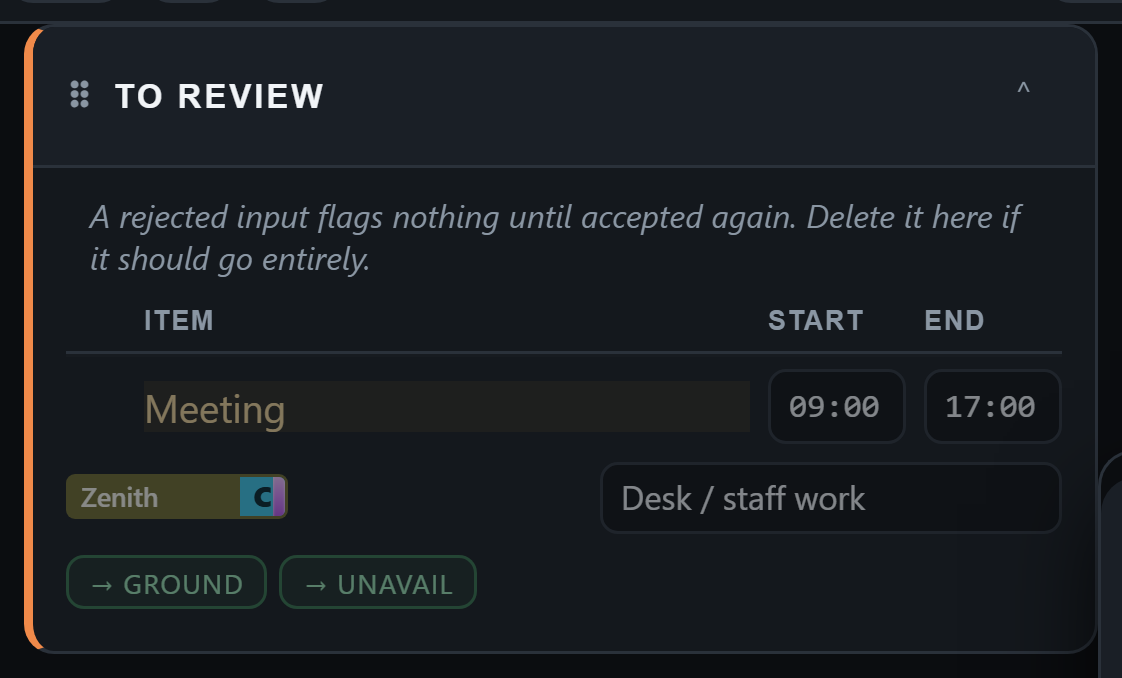 TO REVIEW ^
A rejected input flags nothing until accepted again. Delete it here if
it should go entirely.
ITEM START END
Meeting 09:00 17:00
Zenith C Desk / staff work
→ GROUND → UNAVAIL